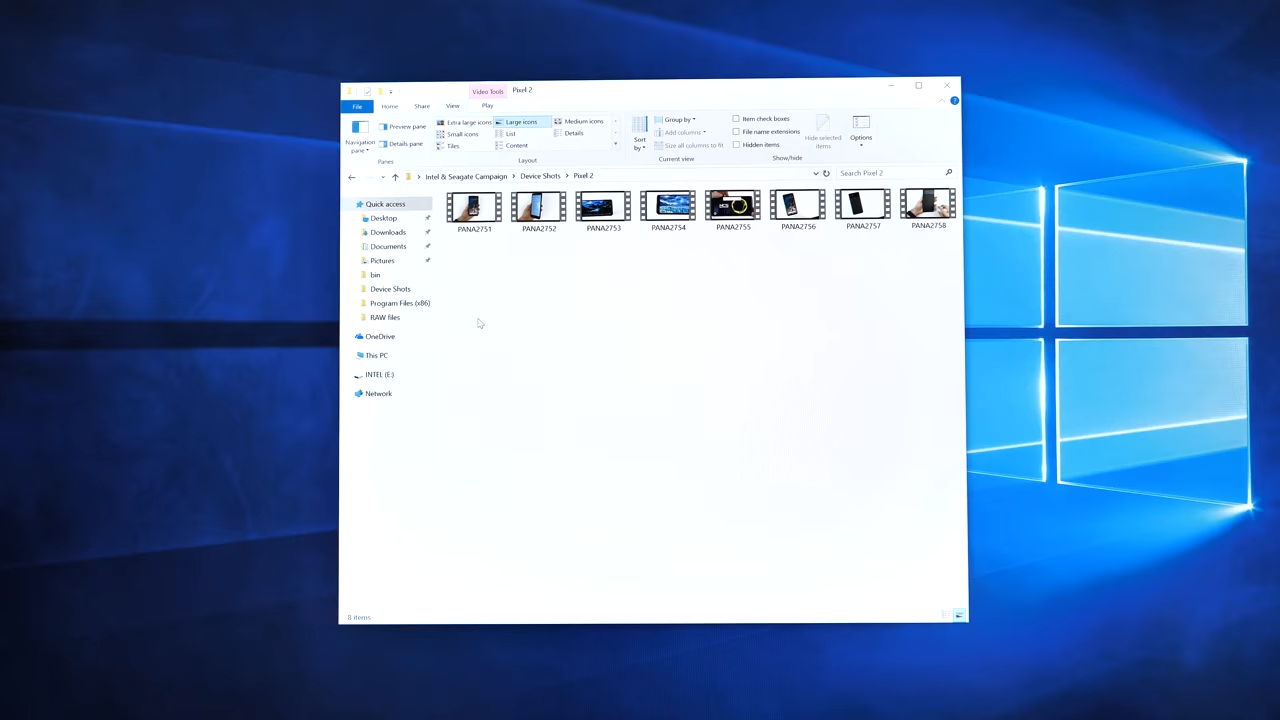 Video Tools Pixel 2
File Home Share View Play
Navigation pane
Preview pane
Details pane
Panes
Extra large icons Large icons Medium icons
Small icons List Details
Tiles Content
Layout
Sort by
Group by
Add columns
Size all columns to fit
Current view
Item check boxes
File name extensions
Hidden items
Hide selected items
Show/hide
Options
Intel & Seagate Campaign > Device Shots > Pixel 2
Search Pixel 2
Quick access
Desktop
Downloads
Documents
Pictures
bin
Device Shots
Program Files (x86)
RAW files
OneDrive
This PC
INTEL (E:)
Network
PANA2751 PANA2752 PANA2753 PANA2754 PANA2755 PANA2756 PANA2757 PANA2758
8 items